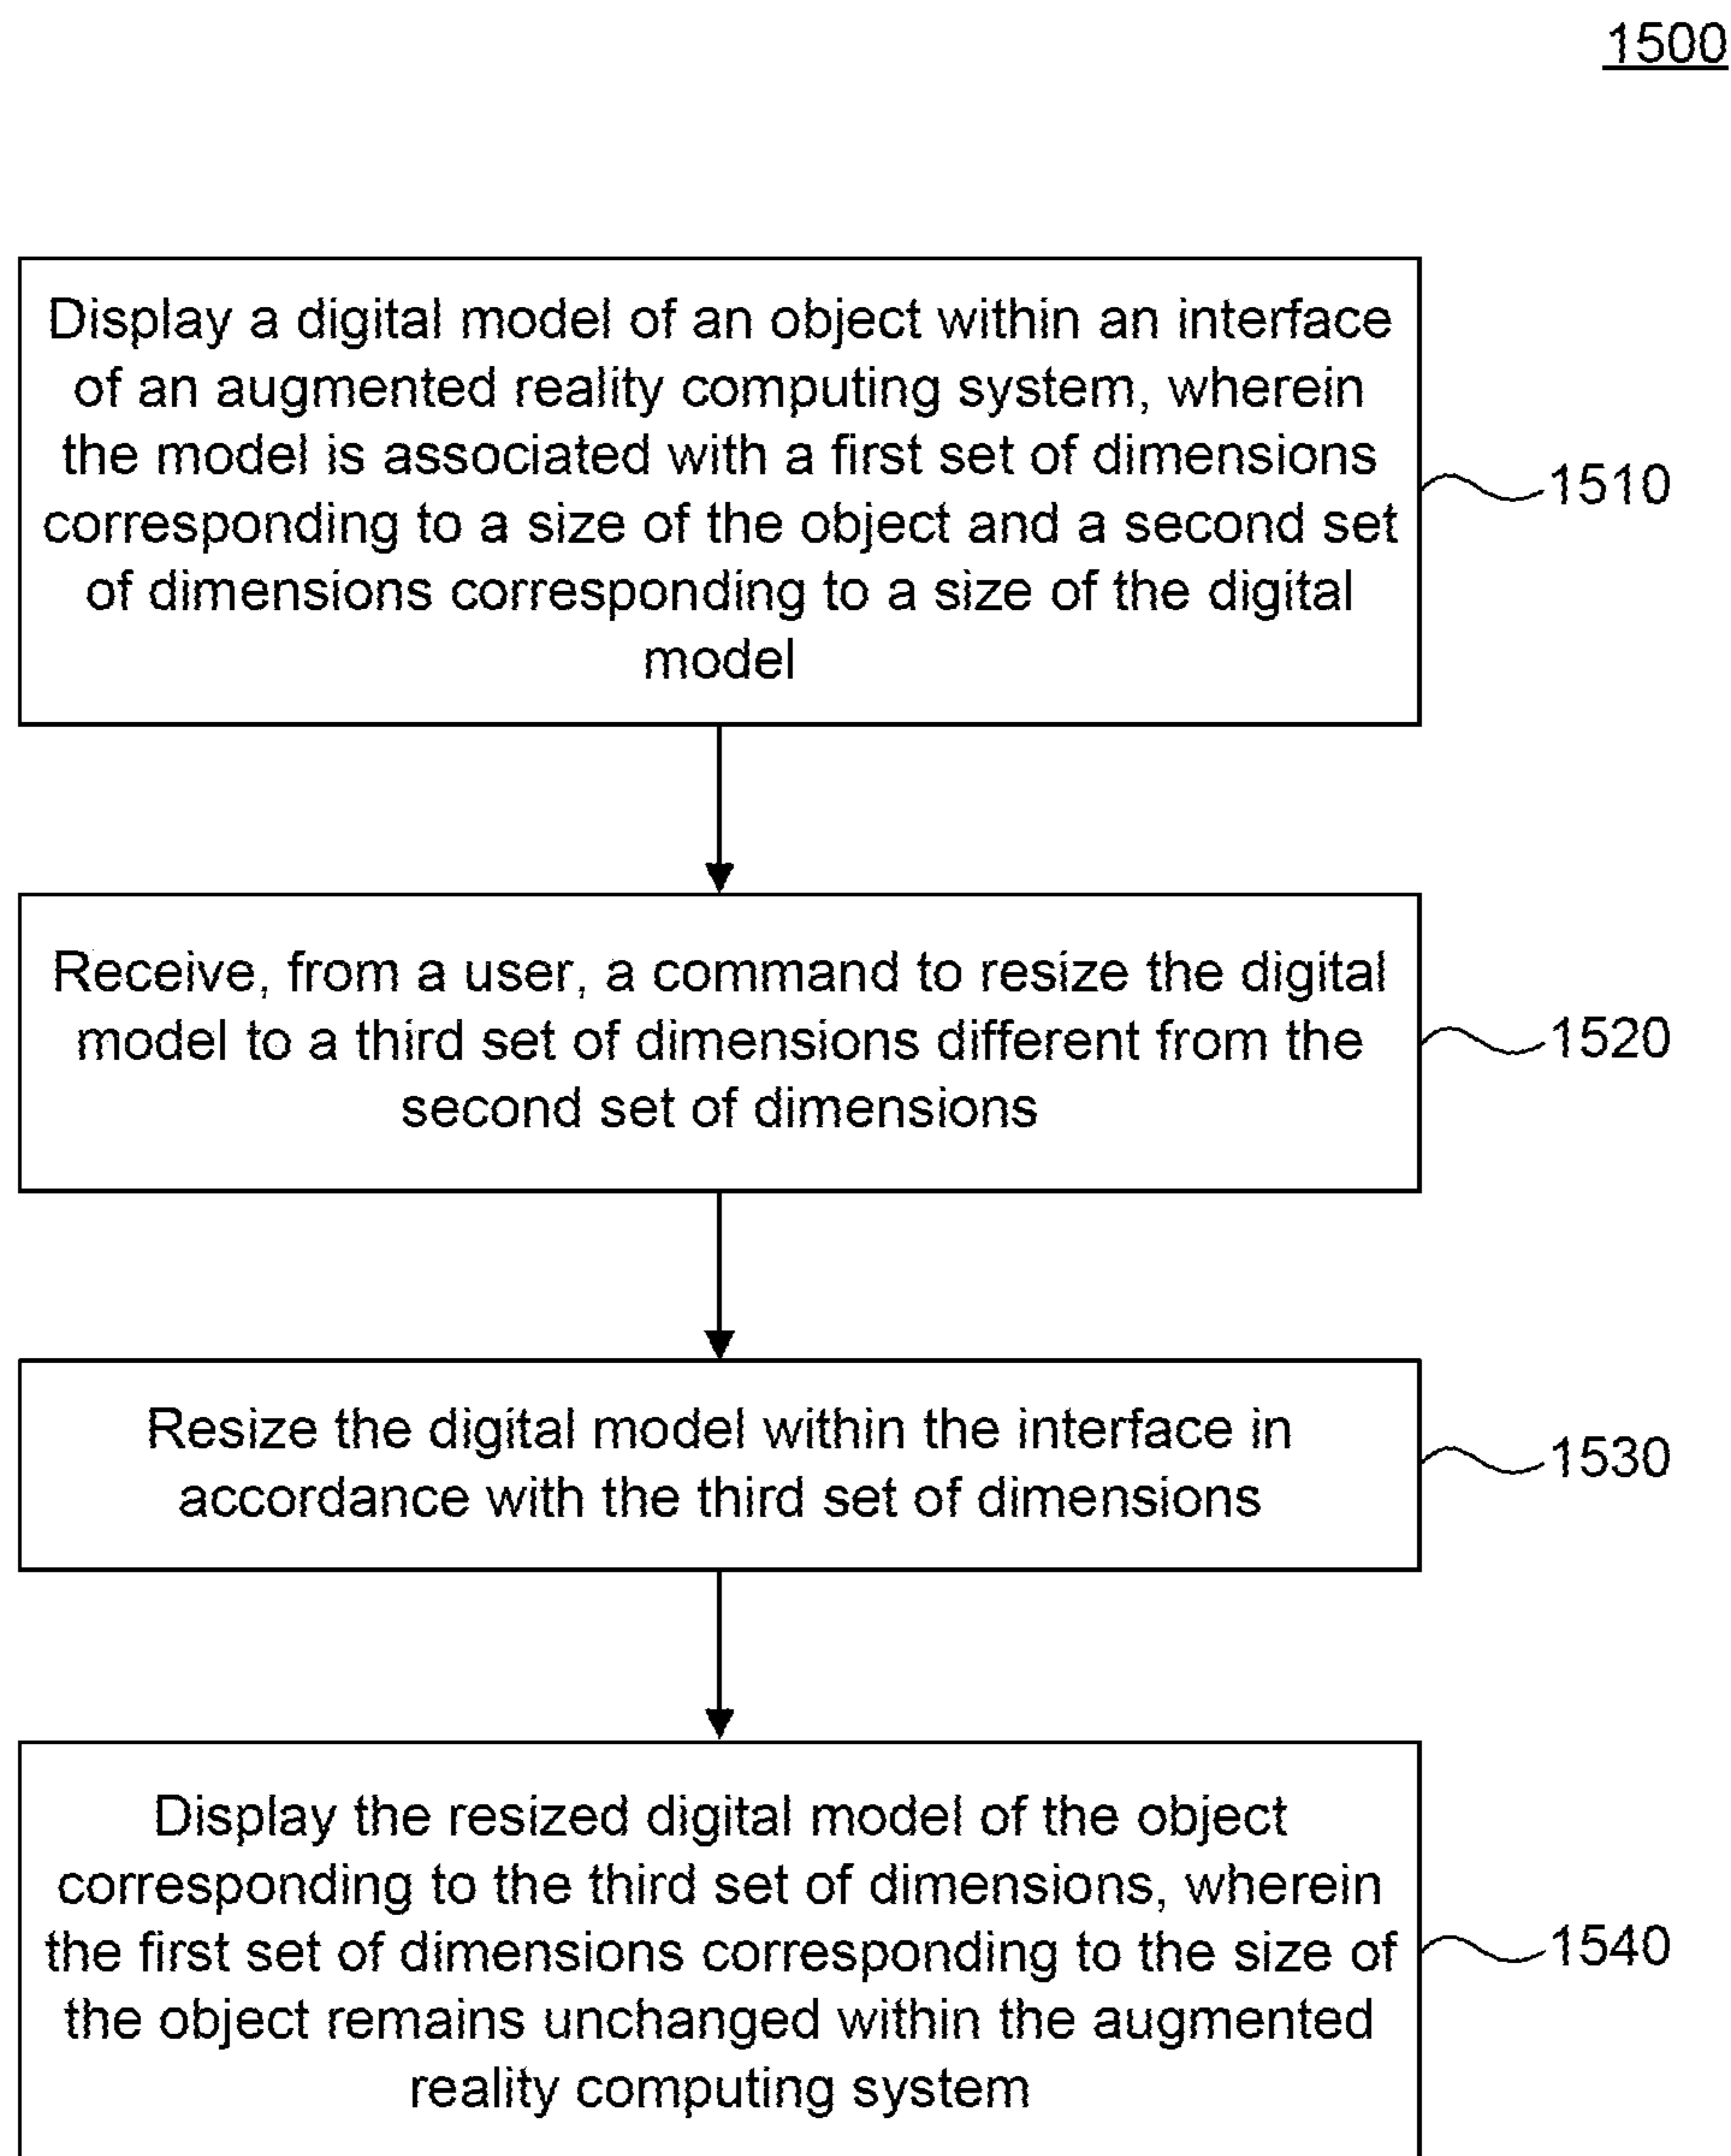 1500
Display a digital model of an object within an interface
of an augmented reality computing system, wherein
the model is associated with a first set of dimensions
corresponding to a size of the object and a second set
of dimensions corresponding to a size of the digital
model
1510
Receive, from a user, a command to resize the digital
model to a third set of dimensions different from the
second set of dimensions
1520
Resize the digital model within the interface in
accordance with the third set of dimensions
1530
Display the resized digital model of the object
corresponding to the third set of dimensions, wherein
the first set of dimensions corresponding to the size of
the object remains unchanged within the augmented
reality computing system
1540